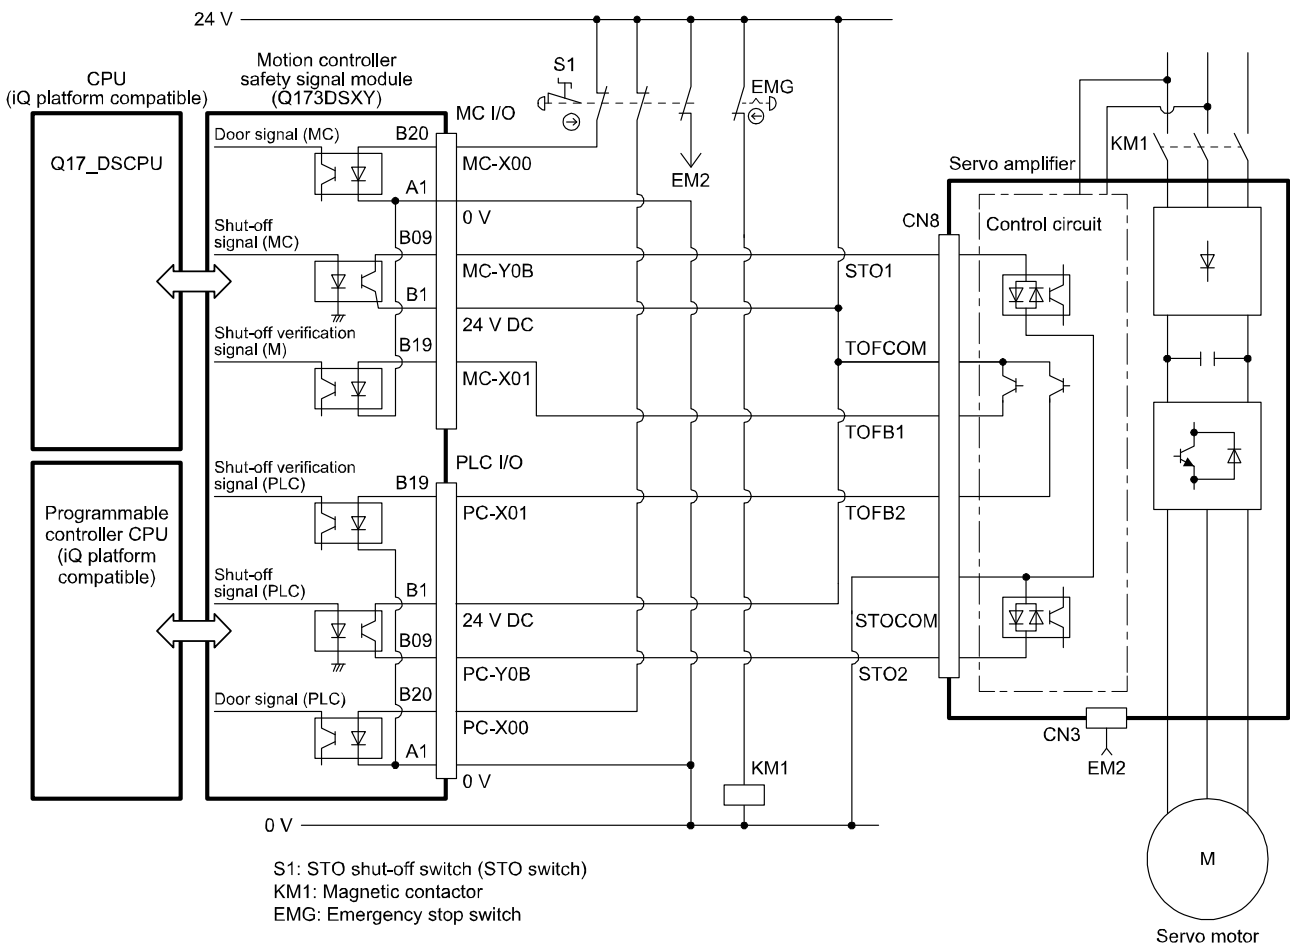 24 V
S1
EMG
CPU
(iQ platform compatible)
Motion controller
safety signal module
(Q173DSXY)
MC I/O
Q17_DSCPU
Door signal (MC)
B20
MC-X00
A1
0 V
EM2
Shut-off
signal (MC)
B09
MC-Y0B
B1
24 V DC
Shut-off verification
signal (M)
B19
MC-X01
PLC I/O
Programmable
controller CPU
(iQ platform
compatible)
Shut-off verification
signal (PLC)
B19
PC-X01
Shut-off
signal (PLC)
B1
24 V DC
B09
PC-Y0B
Door signal (PLC)
B20
PC-X00
A1
0 V
KM1
0 V
KM1
Servo amplifier
CN8
Control circuit
STO1
TOFCOM
TOFB1
TOFB2
STOCOM
STO2
CN3
EM2
M
Servo motor
S1: STO shut-off switch (STO switch)
KM1: Magnetic contactor
EMG: Emergency stop switch